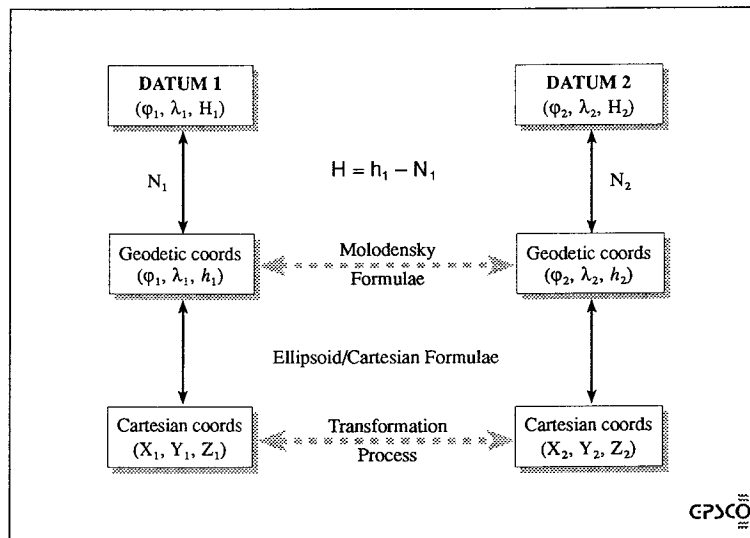 DATUM 1
(φ₁, λ₁, H₁)
DATUM 2
(φ₂, λ₂, H₂)
N₁
H = h₁ − N₁
N₂
Geodetic coords
(φ₁, λ₁, h₁)
Molodensky
Formulae
Geodetic coords
(φ₂, λ₂, h₂)
Ellipsoid/Cartesian Formulae
Cartesian coords
(X₁, Y₁, Z₁)
Transformation
Process
Cartesian coords
(X₂, Y₂, Z₂)
GPSCO